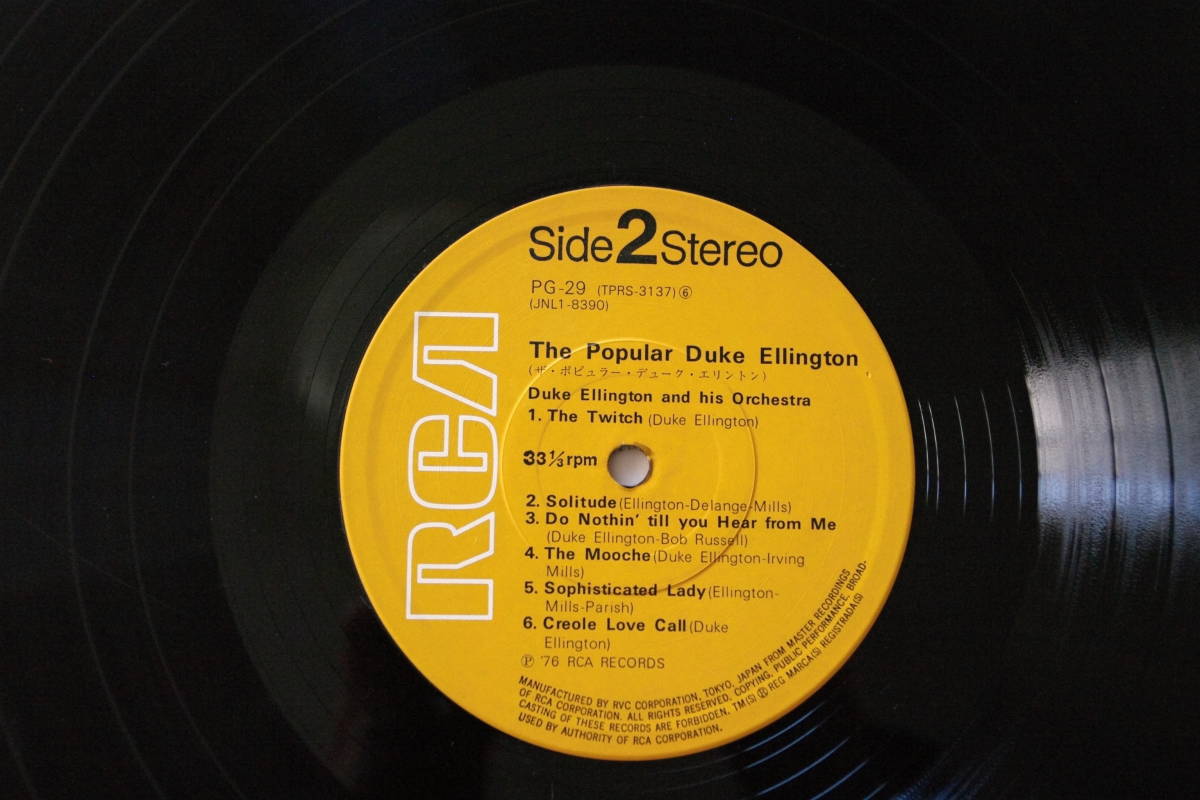 Side 2 Stereo
PG-29 (TPRS-3137)⑥
(JNL1-8390)
RCA
The Popular Duke Ellington
(ザ・ポピュラー・デューク・エリントン)
Duke Ellington and his Orchestra
1. The Twitch (Duke Ellington)
33⅓ rpm
2. Solitude (Ellington-Delange-Mills)
3. Do Nothin' till you Hear from Me
(Duke Ellington-Bob Russell)
4. The Mooche (Duke Ellington-Irving
Mills)
5. Sophisticated Lady (Ellington-
Mills-Parish)
6. Creole Love Call (Duke
Ellington)
Ⓟ '76 RCA RECORDS
MANUFACTURED BY RVC CORPORATION, TOKYO, JAPAN FROM MASTER RECORDINGS
OF RCA CORPORATION. ALL RIGHTS RESERVED. COPYING, PUBLIC PERFORMANCE, BROAD-
CASTING OF THESE RECORDS ARE FORBIDDEN. TM(S) Ⓡ REG MARCA(S) REGISTRADA(S)
USED BY AUTHORITY OF RCA CORPORATION.